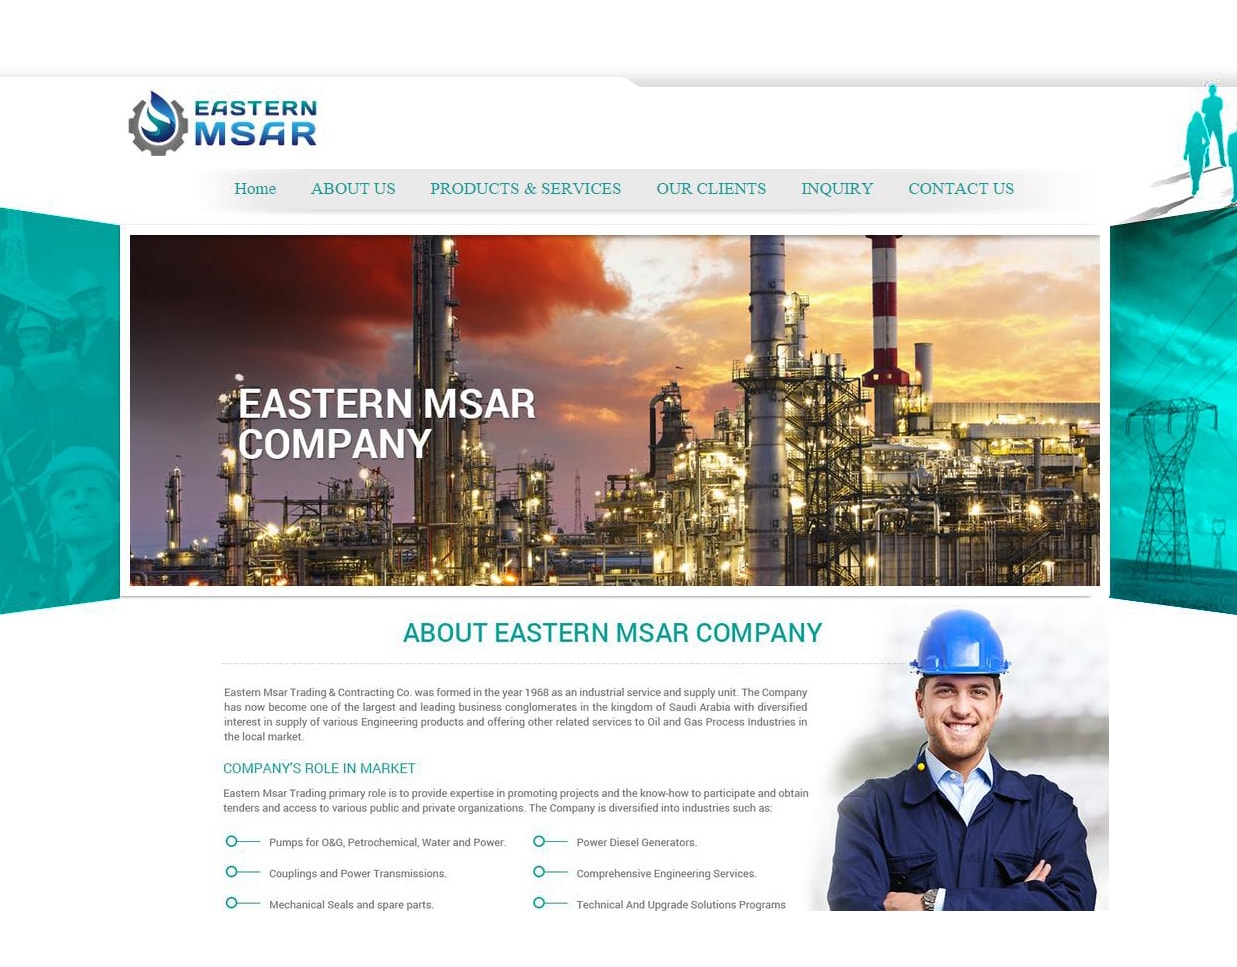 EASTERN
MSAR
Home ABOUT US PRODUCTS & SERVICES OUR CLIENTS INQUIRY CONTACT US
EASTERN MSAR
COMPANY
ABOUT EASTERN MSAR COMPANY
Eastern Msar Trading & Contracting Co. was formed in the year 1968 as an industrial service and supply unit. The Company
has now become one of the largest and leading business conglomerates in the kingdom of Saudi Arabia with diversified
interest in supply of various Engineering products and offering other related services to Oil and Gas Process Industries in
the local market.
COMPANY'S ROLE IN MARKET
Eastern Msar Trading primary role is to provide expertise in promoting projects and the know-how to participate and obtain
tenders and access to various public and private organizations. The Company is diversified into industries such as:
Pumps for O&G, Petrochemical, Water and Power. Power Diesel Generators.
Couplings and Power Transmissions. Comprehensive Engineering Services.
Mechanical Seals and spare parts. Technical And Upgrade Solutions Programs